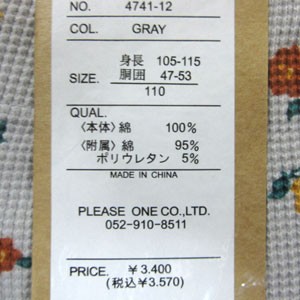 NO. 4741-12
COL. GRAY
身長 105-115
SIZE. 胴囲 47-53
110
QUAL.
〈本体〉綿 100%
〈附属〉綿 95%
ポリウレタン 5%
MADE IN CHINA
PLEASE ONE CO.,LTD.
052-910-8511
PRICE. ¥3.400
(税込¥3.570)